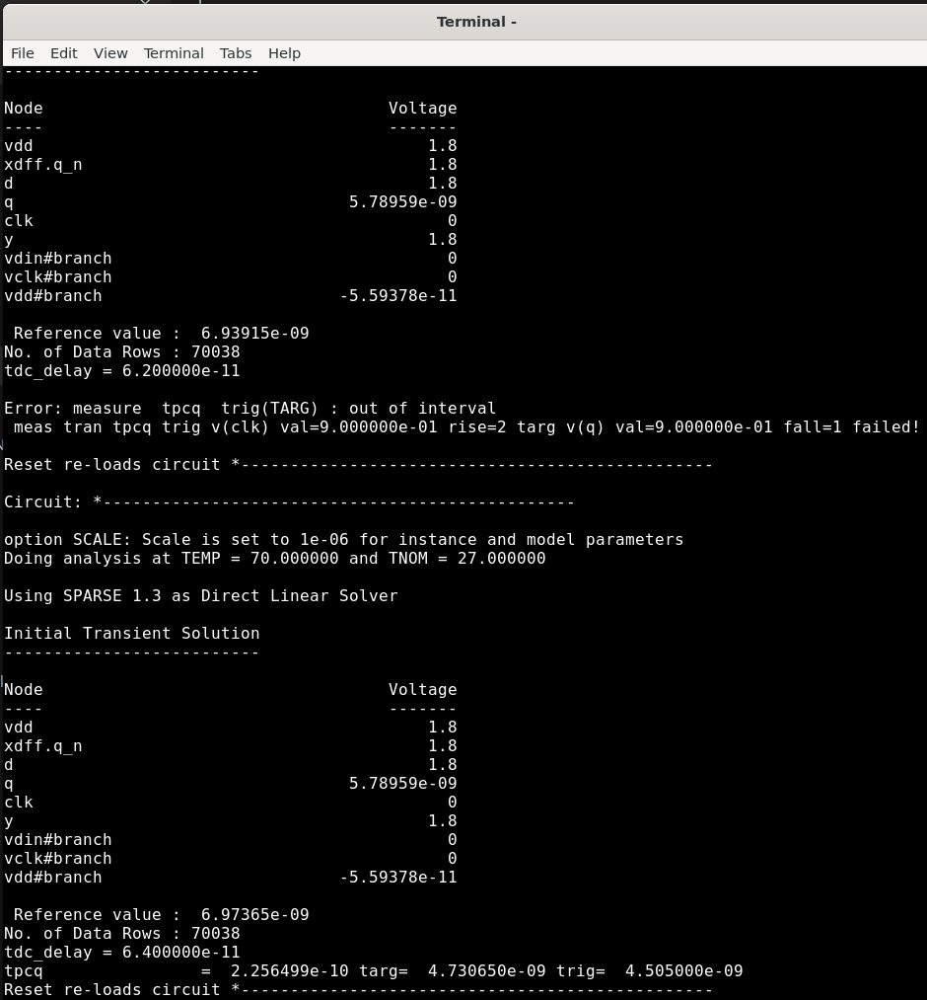 Terminal -
File Edit View Terminal Tabs Help
--------------------------
Node                                   Voltage
----                                   -------
vdd                                        1.8
xdff.q_n                                   1.8
d                                          1.8
q                                  5.78959e-09
clk                                          0
y                                          1.8
vdin#branch                                  0
vclk#branch                                  0
vdd#branch                        -5.59378e-11
 Reference value :  6.93915e-09
No. of Data Rows : 70038
tdc_delay = 6.200000e-11
Error: measure  tpcq  trig(TARG) : out of interval
 meas tran tpcq trig v(clk) val=9.000000e-01 rise=2 targ v(q) val=9.000000e-01 fall=1 failed!
Reset re-loads circuit *------------------------------------------------
Circuit: *------------------------------------------------
option SCALE: Scale is set to 1e-06 for instance and model parameters
Doing analysis at TEMP = 70.000000 and TNOM = 27.000000
Using SPARSE 1.3 as Direct Linear Solver
Initial Transient Solution
--------------------------
Node                                   Voltage
----                                   -------
vdd                                        1.8
xdff.q_n                                   1.8
d                                          1.8
q                                  5.78959e-09
clk                                          0
y                                          1.8
vdin#branch                                  0
vclk#branch                                  0
vdd#branch                        -5.59378e-11
 Reference value :  6.97365e-09
No. of Data Rows : 70038
tdc_delay = 6.400000e-11
tpcq                =  2.256499e-10 targ=  4.730650e-09 trig=  4.505000e-09
Reset re-loads circuit *------------------------------------------------